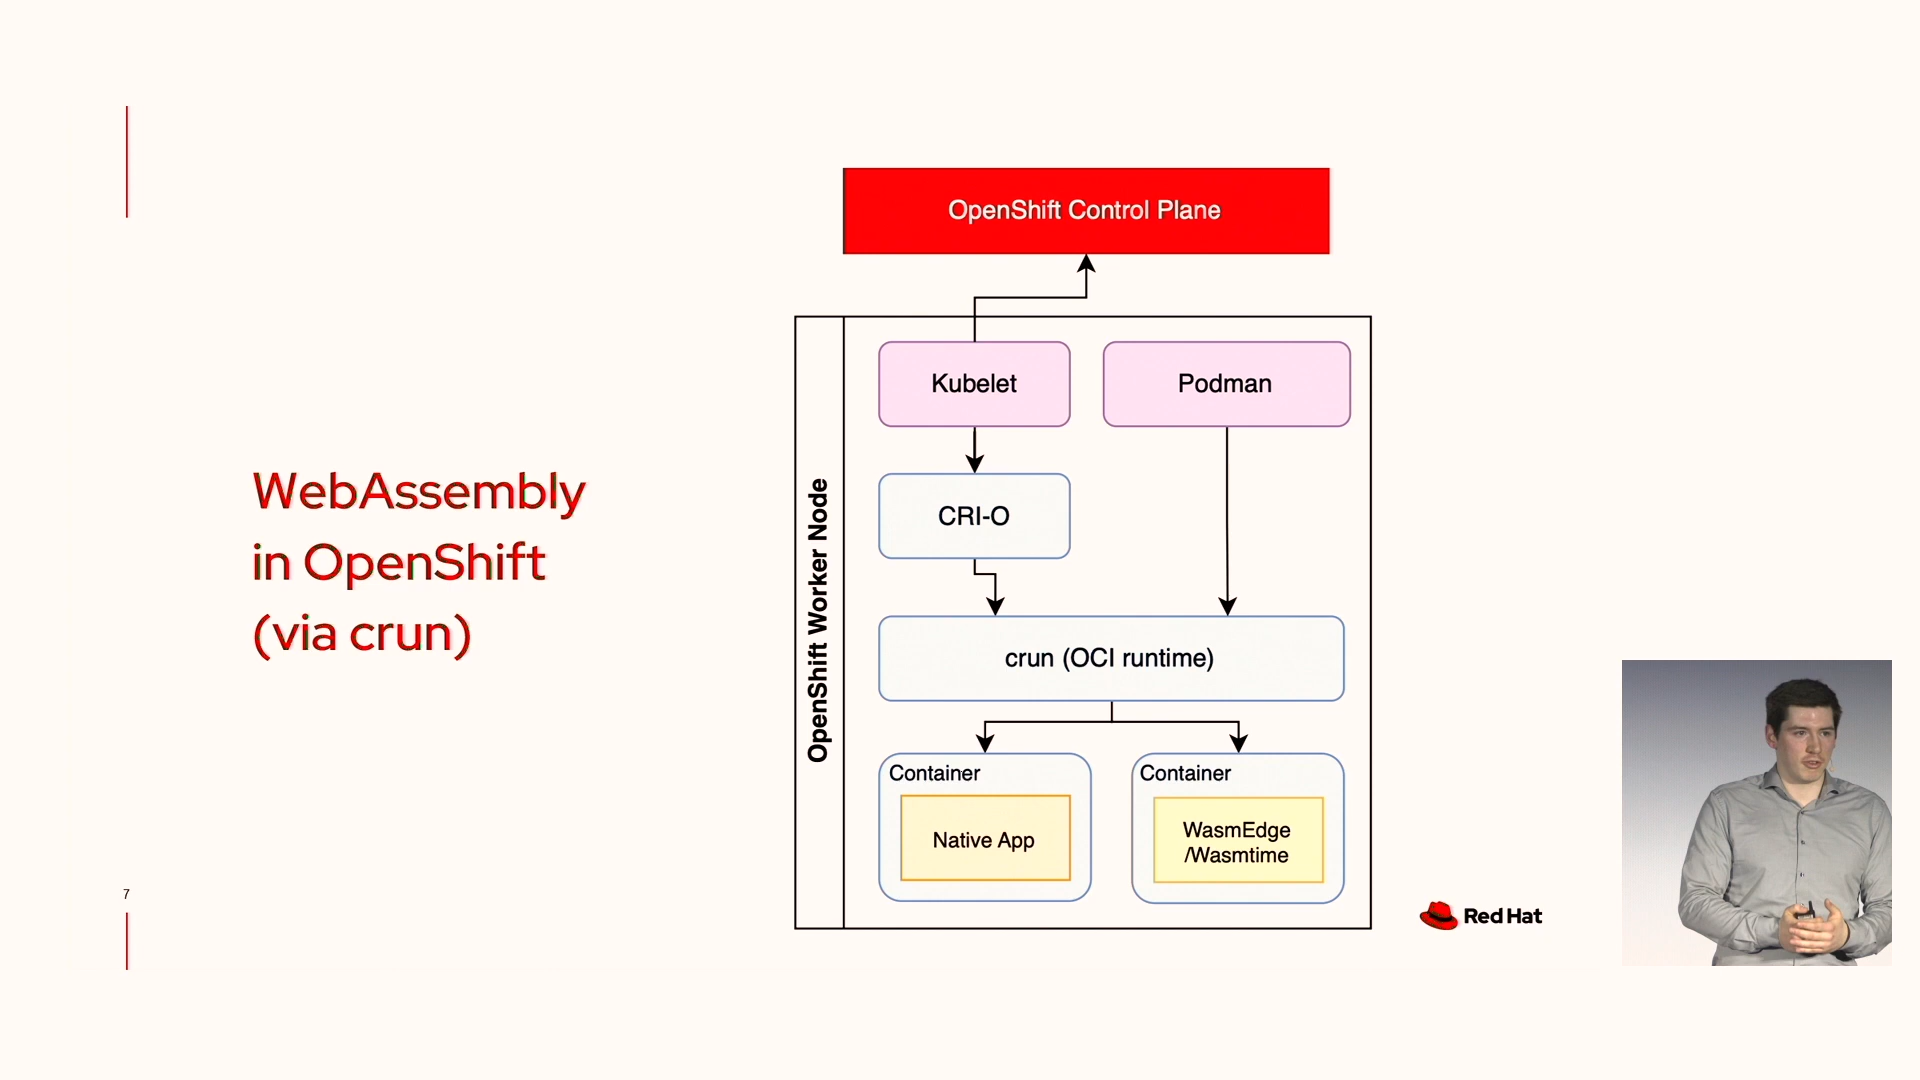 WebAssembly
in OpenShift
(via crun)
7
OpenShift Control Plane
OpenShift Worker Node
Kubelet
Podman
CRI-O
crun (OCI runtime)
Container
Native App
Container
WasmEdge
/Wasmtime
Red Hat